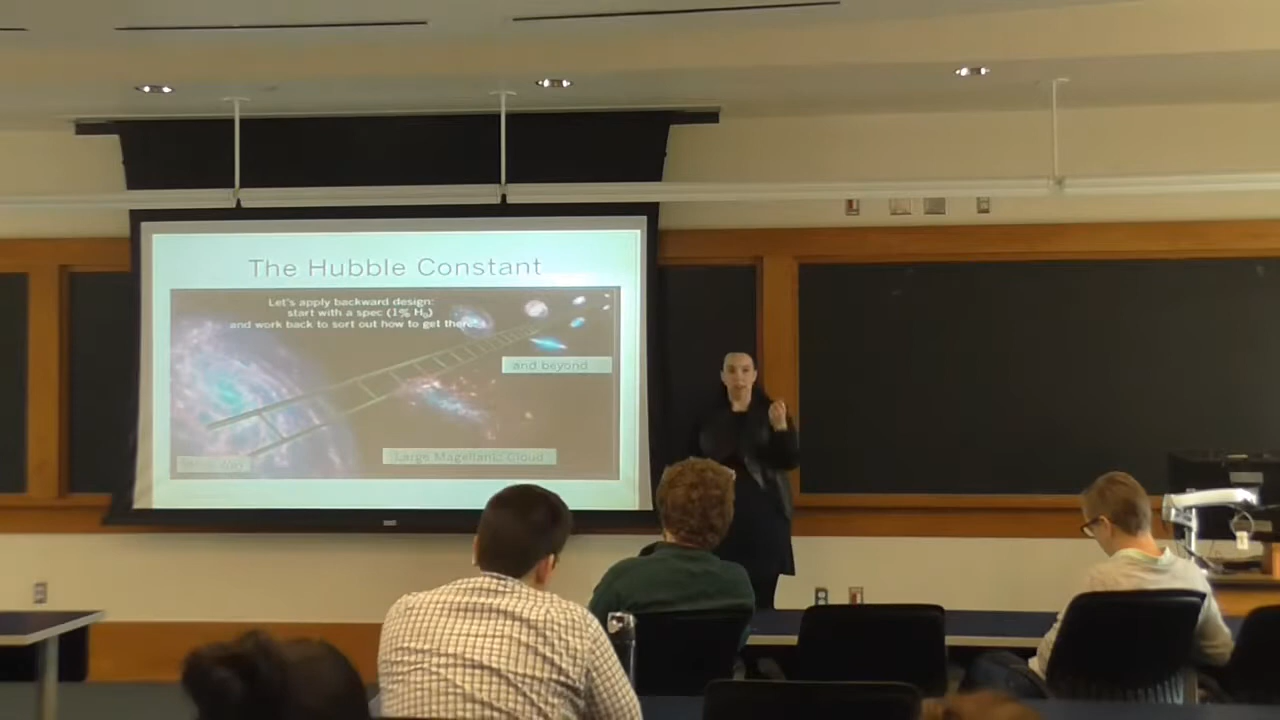 The Hubble Constant
Let's apply backward design:
start with a spec (1% H₀)
and work back to sort out how to get there.
and beyond
Large Magellanic Cloud
Way